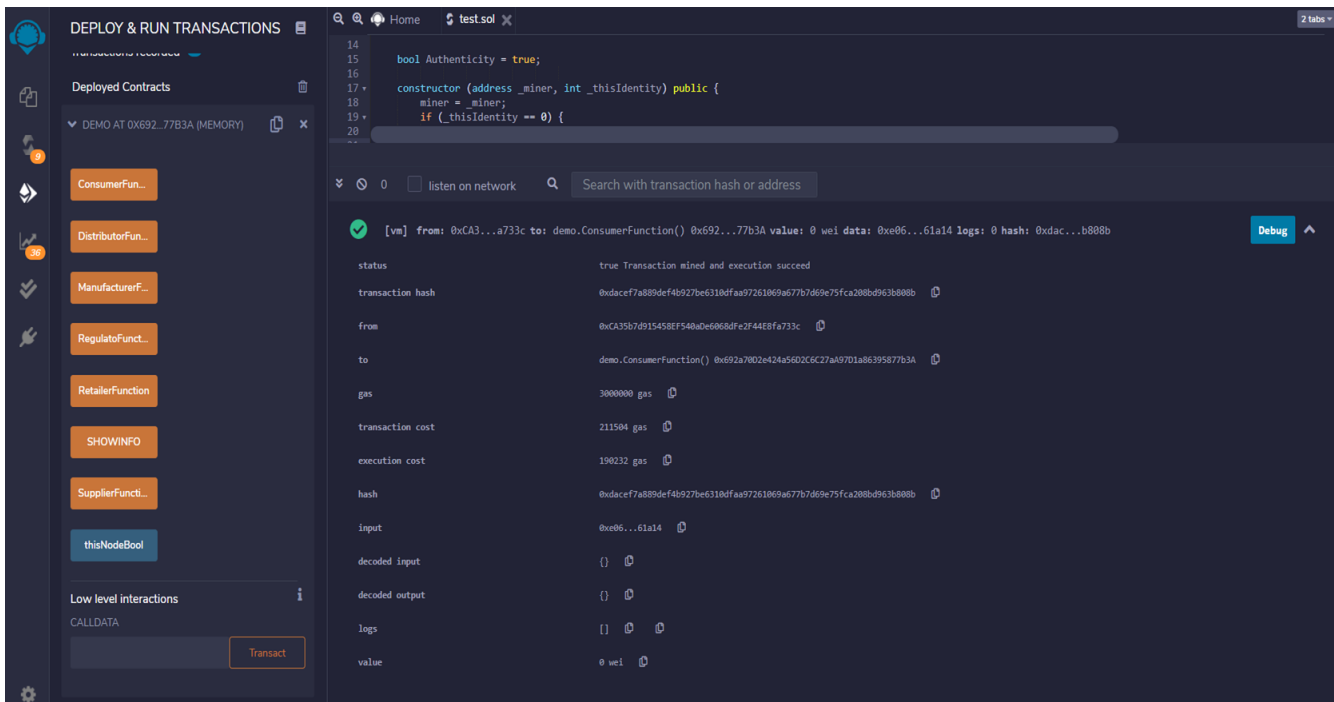 DEPLOY & RUN TRANSACTIONS
Transactions recorded
Deployed Contracts
DEMO AT 0X692...77B3A (MEMORY)
ConsumerFun...
DistributorFun...
ManufacturerF...
RegulatoFunct...
RetailerFunction
SHOWINFO
SupplierFuncti...
thisNodeBool
Low level interactions
CALLDATA
Transact
9
36
Home
test.sol
2 tabs
14
15 bool Authenticity = true;
16
17 constructor (address _miner, int _thisIdentity) public {
18 miner = _miner;
19 if (_thisIdentity == 0) {
20
0
listen on network
Search with transaction hash or address
[vm] from: 0xCA3...a733c to: demo.ConsumerFunction() 0x692...77b3A value: 0 wei data: 0xe06...61a14 logs: 0 hash: 0xdac...b808b
Debug
status true Transaction mined and execution succeed
transaction hash 0xdacef7a889def4b927be6310dfaa97261069a677b7d69e75fca208bd963b808b
from 0xCA35b7d915458EF540aDe6068dFe2F44E8fa733c
to demo.ConsumerFunction() 0x692a70D2e424a56D2C6C27aA97D1a86395877b3A
gas 3000000 gas
transaction cost 211504 gas
execution cost 190232 gas
hash 0xdacef7a889def4b927be6310dfaa97261069a677b7d69e75fca208bd963b808b
input 0xe06...61a14
decoded input {}
decoded output {}
logs []
value 0 wei